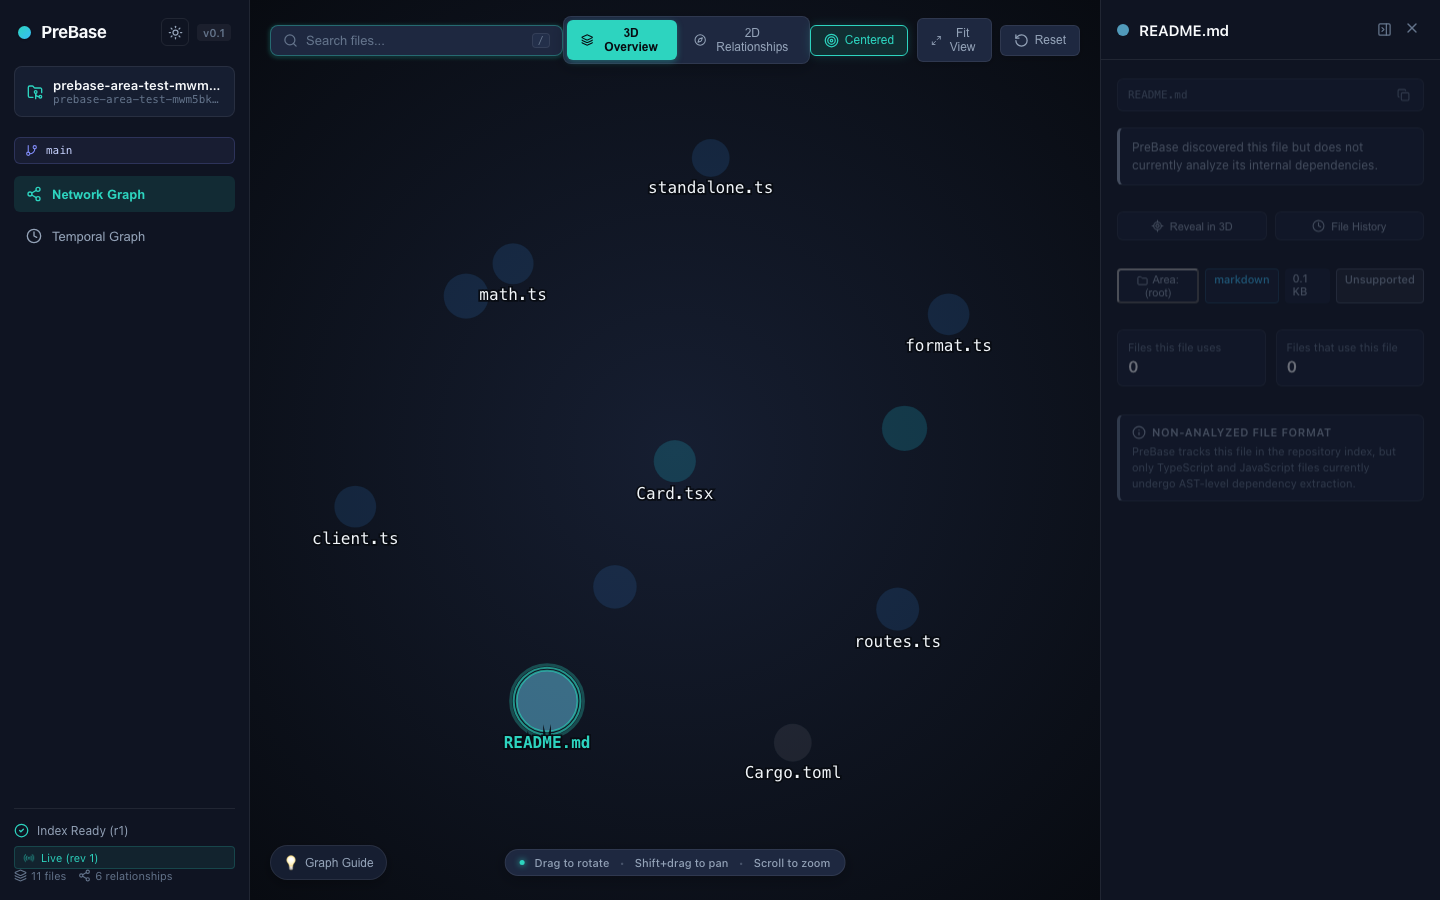 PreBase
v0.1
prebase-area-test-mwm...
prebase-area-test-mwm5bk...
main
Network Graph
Temporal Graph
Index Ready (r1)
Live (rev 1)
11 files
6 relationships
Search files...
/
3D
Overview
2D
Relationships
Centered
Fit
View
Reset
standalone.ts
math.ts
format.ts
Card.tsx
client.ts
routes.ts
README.md
Cargo.toml
Graph Guide
Drag to rotate · Shift+drag to pan · Scroll to zoom
README.md
README.md
PreBase discovered this file but does not
currently analyze its internal dependencies.
Reveal in 3D
File History
Area:
(root)
markdown
0.1
KB
Unsupported
Files this file uses
0
Files that use this file
0
NON-ANALYZED FILE FORMAT
PreBase tracks this file in the repository index, but
only TypeScript and JavaScript files currently
undergo AST-level dependency extraction.